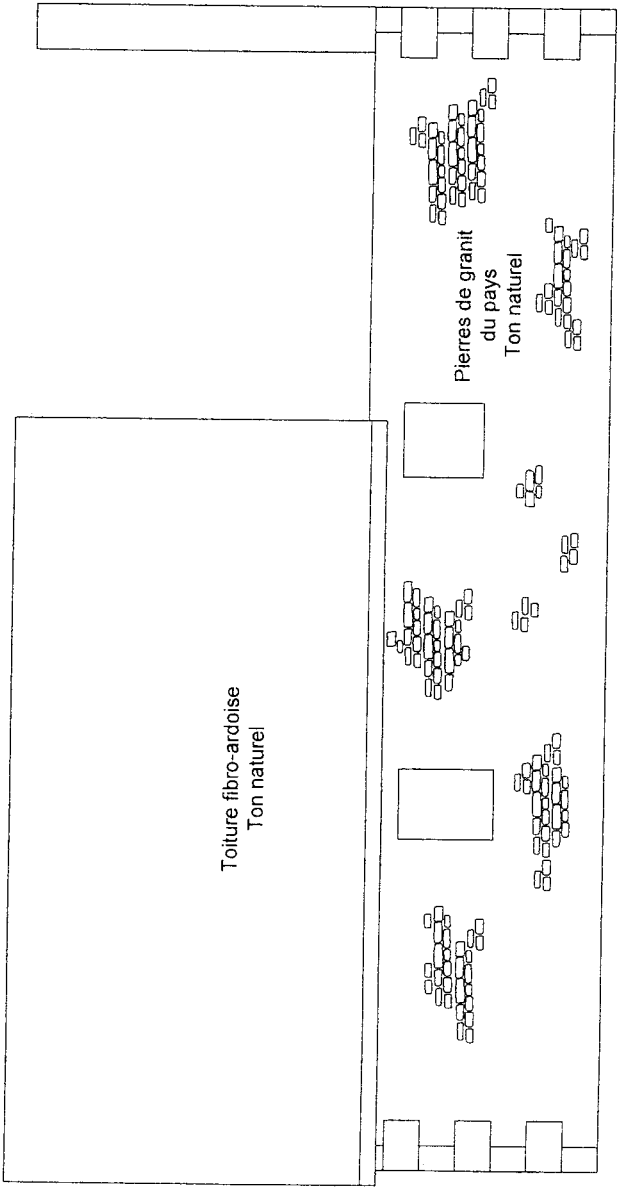 Toiture fibro-ardoise
Ton naturel
Pierres de granit
du pays
Ton naturel